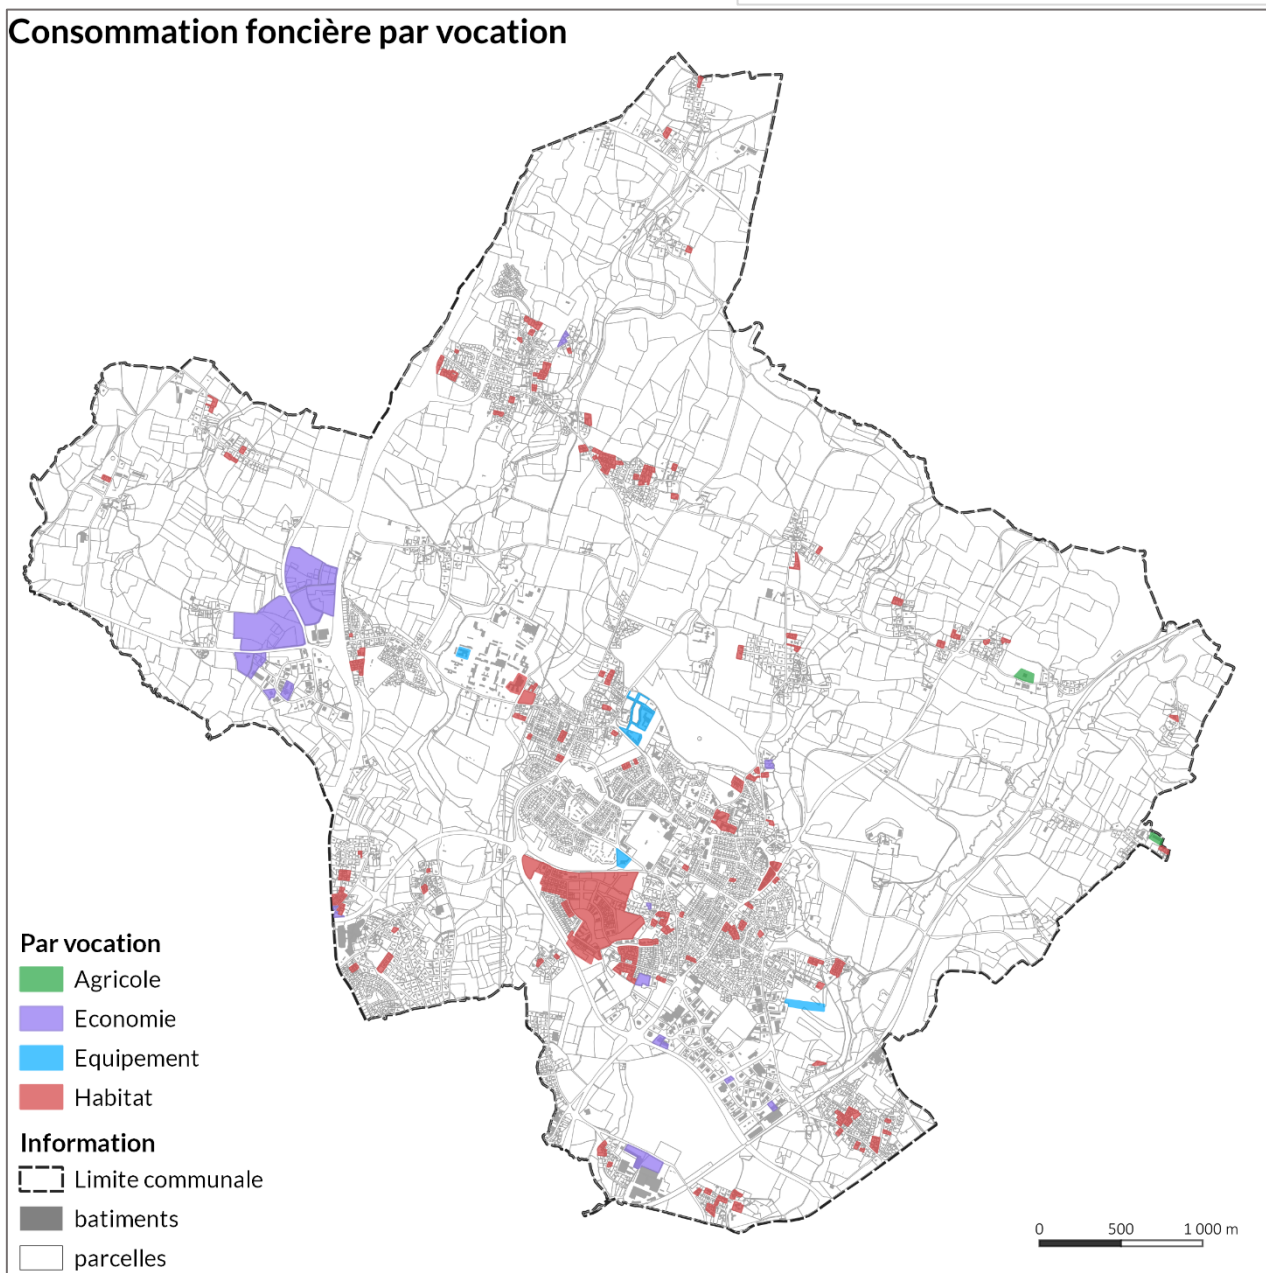 Consommation foncière par vocation
Par vocation
Agricole
Economie
Equipement
Habitat
Information
Limite communale
batiments
parcelles
0 500 1 000 m